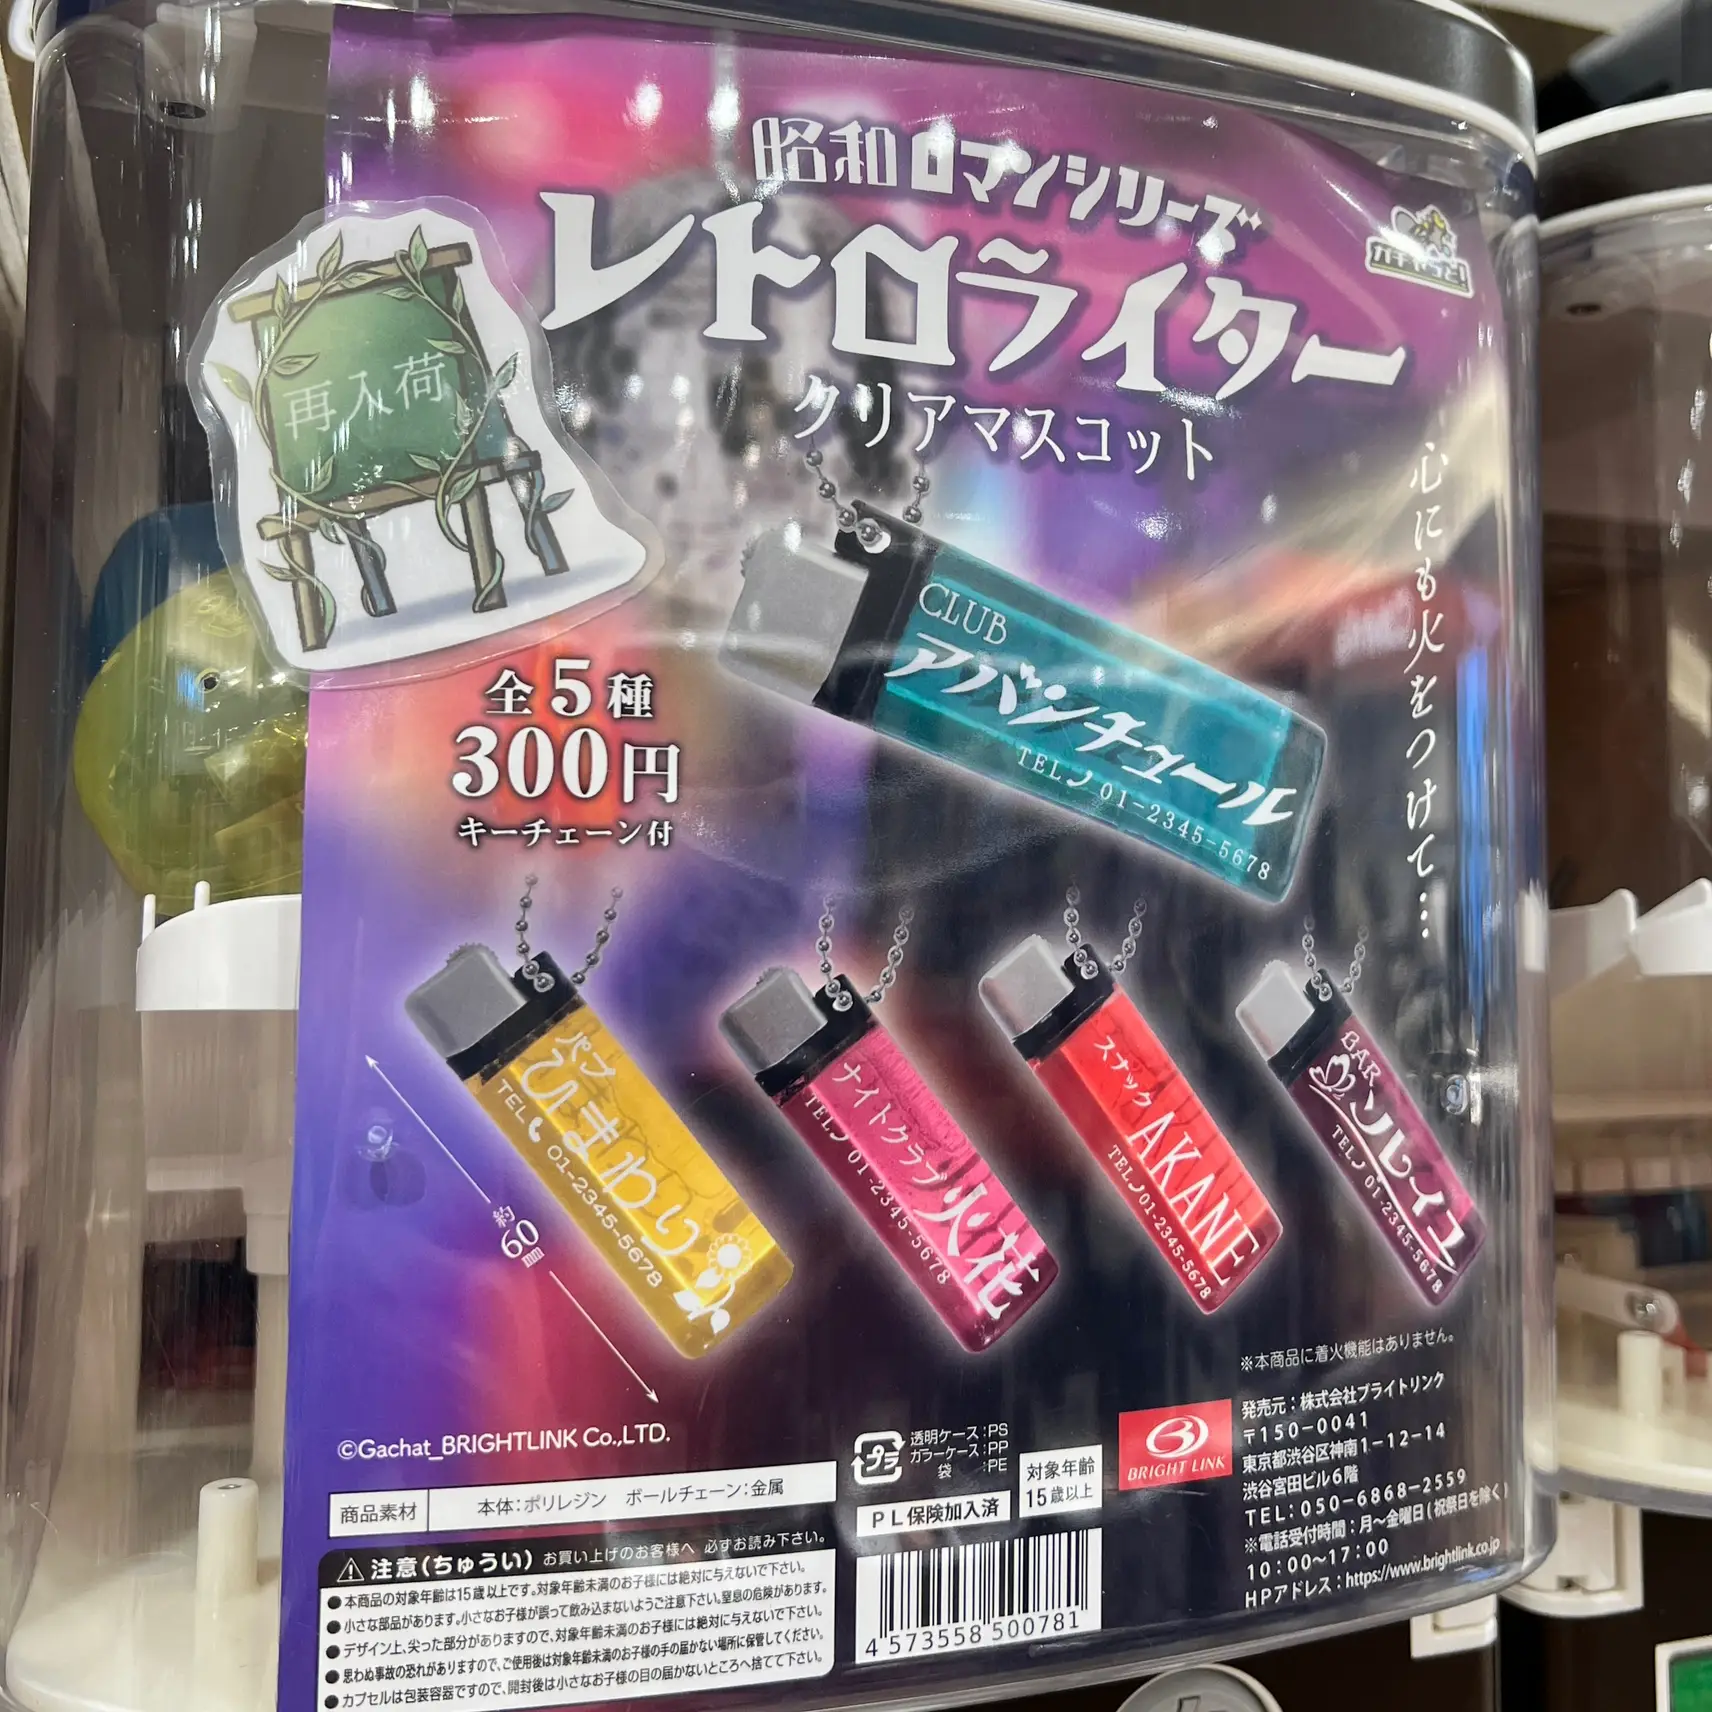 昭和ロマンシリーズ
レトロライター
クリアマスコット
ガチャっと!
再入荷
心にも火をつけて…
全5種
300円
キーチェーン付
CLUB
アバンチュール
TEL 01-2345-5678
パブ
ひまわり
TEL 01-2345-5678
ナイトクラブ
火花
TEL 01-2345-5678
スナック
AKANE
TEL 01-2345-5678
BAR
ソレイユ
TEL 01-2345-5678
約60mm
※本商品に着火機能はありません。
©Gachat_BRIGHTLINK Co.,LTD.
商品素材 本体:ポリレジン ボールチェーン:金属
プラ
透明ケース:PS
カラーケース:PP
袋:PE
PL保険加入済
対象年齢
15歳以上
BRIGHT LINK
発売元:株式会社ブライトリンク
〒150-0041
東京都渋谷区神南1-12-14
渋谷宮田ビル6階
TEL:050-6868-2559
※電話受付時間:月~金曜日(祝祭日を除く)
10:00~17:00
HPアドレス:https://www.brightlink.co.jp
注意(ちゅうい) お買い上げのお客様へ 必ずお読み下さい。
●本商品の対象年齢は15歳以上です。対象年齢未満のお子様には絶対に与えないで下さい。
●小さな部品があります。小さなお子様が誤って飲み込まないようご注意下さい。窒息の危険があります。
●デザイン上、尖った部分がありますので、対象年齢未満のお子様には絶対に与えないで下さい。
●思わぬ事故の恐れがありますので、ご使用後は対象年齢未満のお子様の手の届かない場所に保管してください。
●カプセルは包装容器ですので、開封後は小さなお子様の目の届かないところへ捨てて下さい。
4 573558 500781